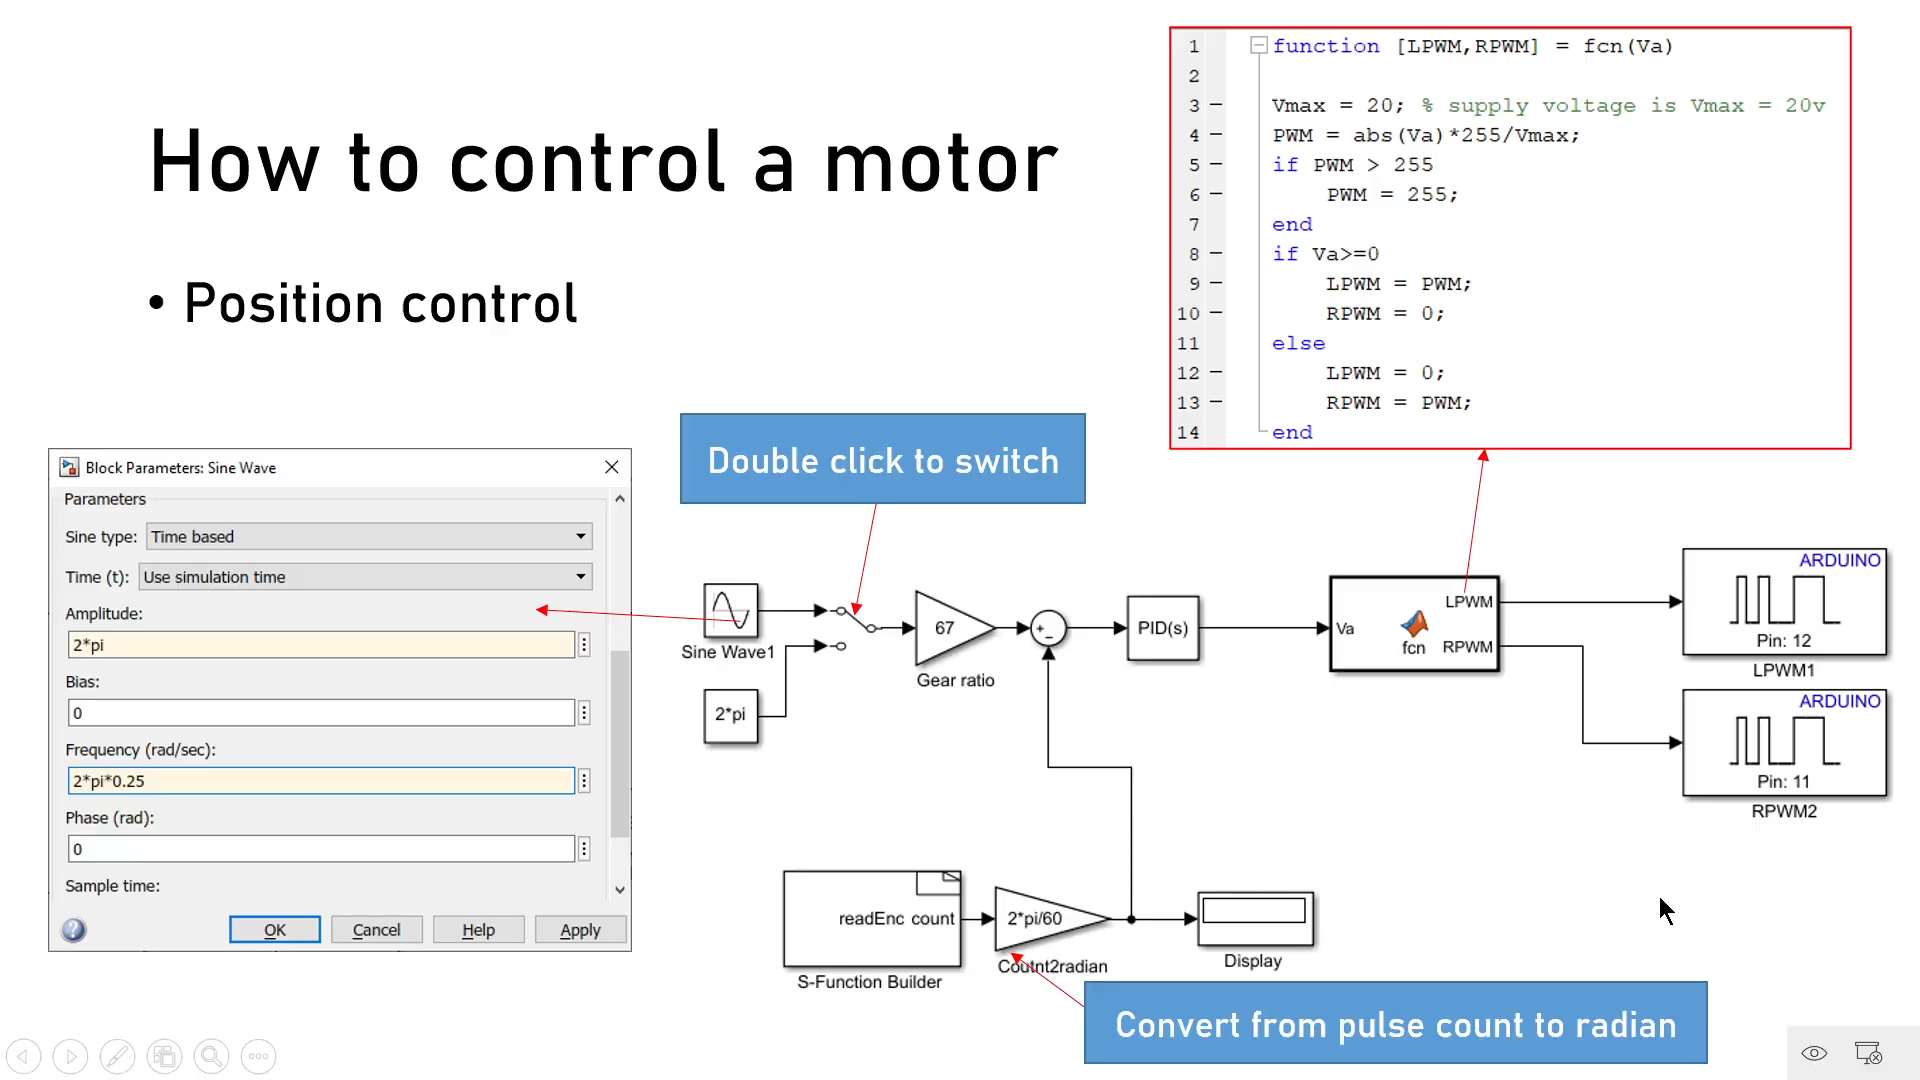 How to control a motor
• Position control
1 function [LPWM,RPWM] = fcn(Va)
2
3 Vmax = 20; % supply voltage is Vmax = 20v
4 PWM = abs(Va)*255/Vmax;
5 if PWM > 255
6 PWM = 255;
7 end
8 if Va>=0
9 LPWM = PWM;
10 RPWM = 0;
11 else
12 LPWM = 0;
13 RPWM = PWM;
14 end
Double click to switch
Block Parameters: Sine Wave
Parameters
Sine type: Time based
Time (t): Use simulation time
Amplitude:
2*pi
Bias:
0
Frequency (rad/sec):
2*pi*0.25
Phase (rad):
0
Sample time:
OK Cancel Help Apply
Sine Wave1
2*pi
67
Gear ratio
PID(s)
Va
fcn
LPWM
RPWM
ARDUINO
Pin: 12
LPWM1
ARDUINO
Pin: 11
RPWM2
readEnc count
S-Function Builder
2*pi/60
Coutnt2radian
Display
Convert from pulse count to radian